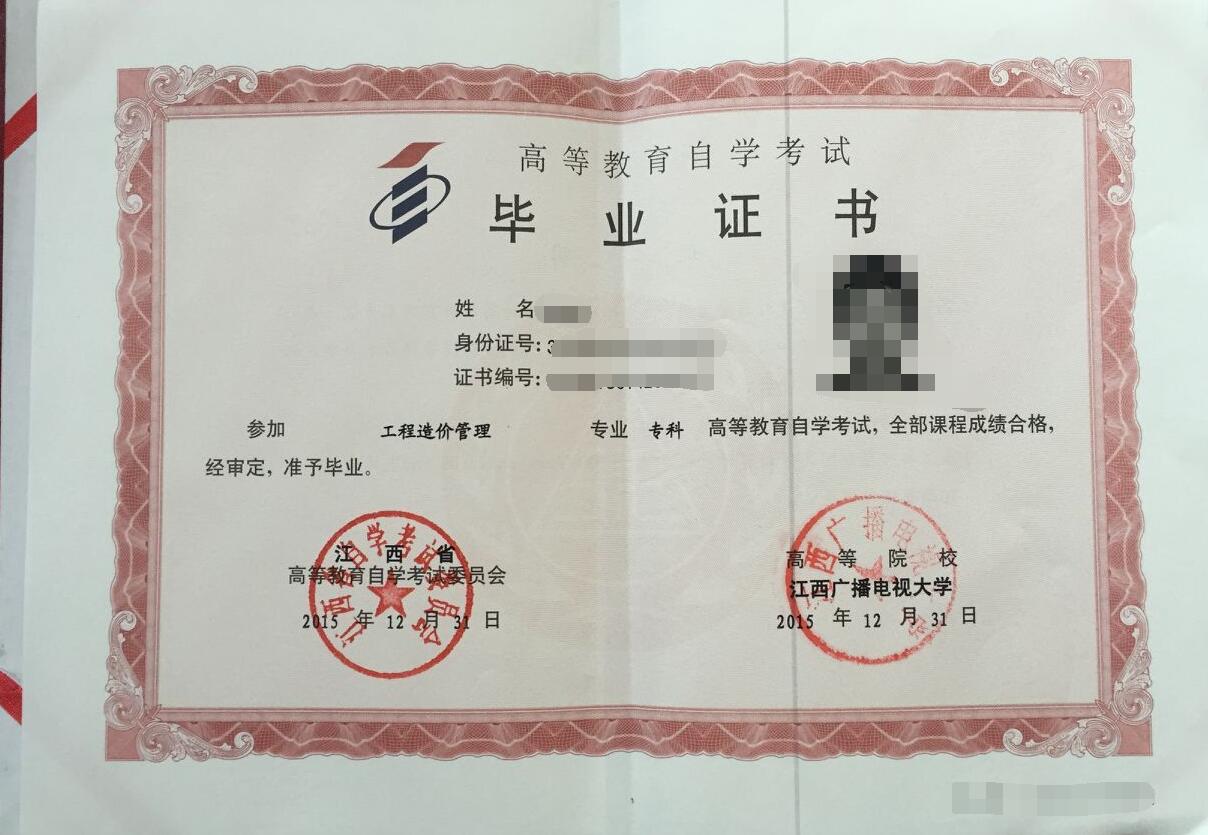 高等教育自学考试
毕业证书
姓 名
身份证号:3
证书编号:
参加 工程造价管理 专业 专科 高等教育自学考试，全部课程成绩合格，
经审定，准予毕业。
江西省
高等教育自学考试委员会
2015 年 12 月 31 日
高等院校
江西广播电视大学
2015 年 12 月 31 日